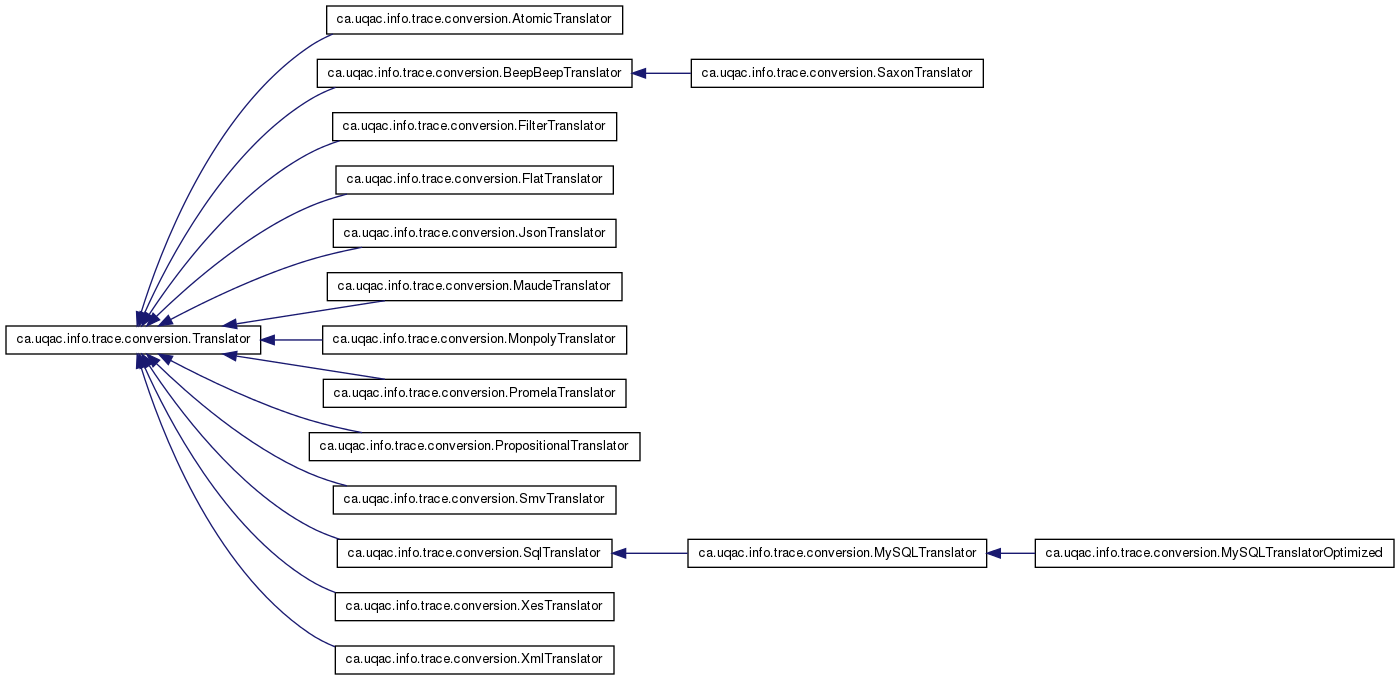 ca.uqac.info.trace.conversion.AtomicTranslator
ca.uqac.info.trace.conversion.BeepBeepTranslator
ca.uqac.info.trace.conversion.SaxonTranslator
ca.uqac.info.trace.conversion.FilterTranslator
ca.uqac.info.trace.conversion.FlatTranslator
ca.uqac.info.trace.conversion.JsonTranslator
ca.uqac.info.trace.conversion.MaudeTranslator
ca.uqac.info.trace.conversion.Translator
ca.uqac.info.trace.conversion.MonpolyTranslator
ca.uqac.info.trace.conversion.PromelaTranslator
ca.uqac.info.trace.conversion.PropositionalTranslator
ca.uqac.info.trace.conversion.SmvTranslator
ca.uqac.info.trace.conversion.SqlTranslator
ca.uqac.info.trace.conversion.MySQLTranslator
ca.uqac.info.trace.conversion.MySQLTranslatorOptimized
ca.uqac.info.trace.conversion.XesTranslator
ca.uqac.info.trace.conversion.XmlTranslator